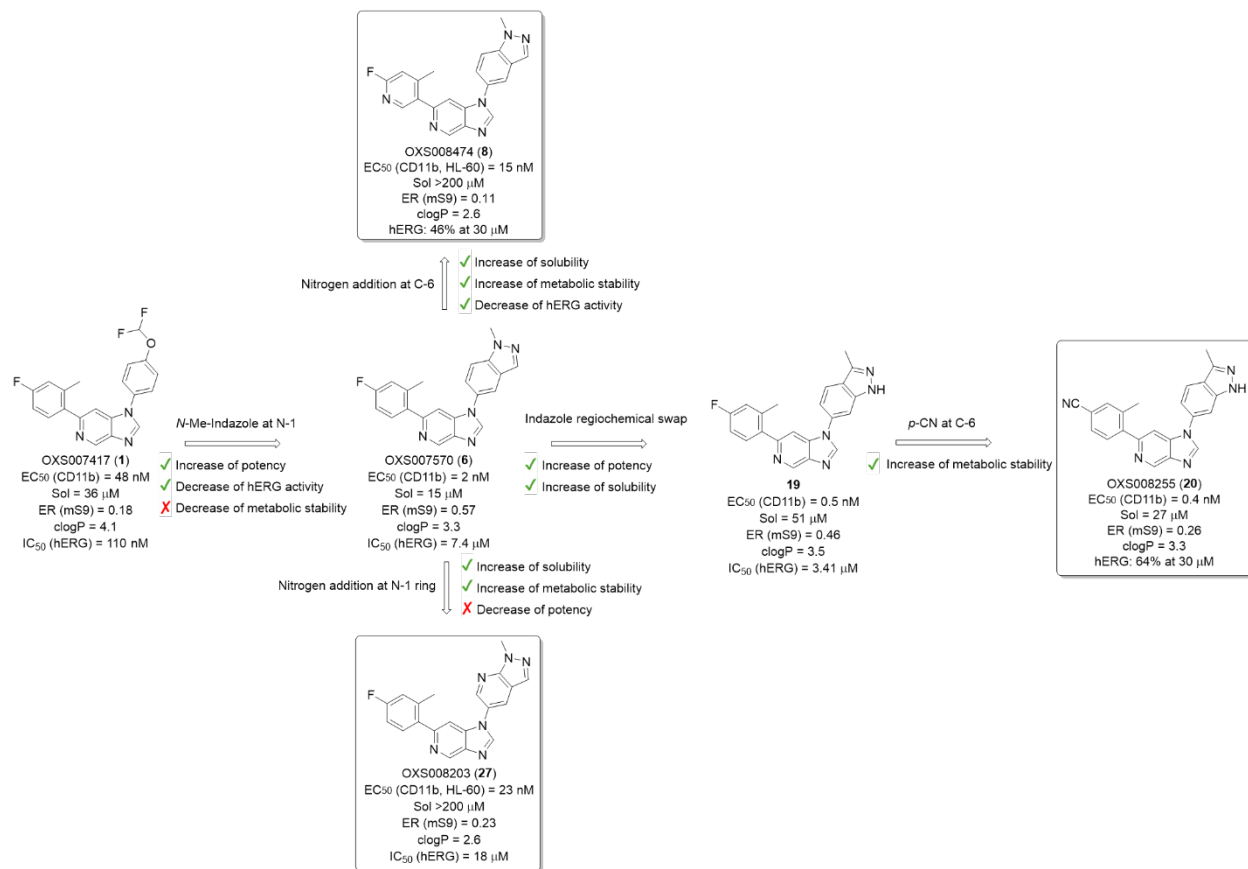 N
N
F
N
N
N
N
OXS008474 (8)
EC50 (CD11b, HL-60) = 15 nM
Sol >200 μM
ER (mS9) = 0.11
clogP = 2.6
hERG: 46% at 30 μM
Nitrogen addition at C-6
✓ Increase of solubility
✓ Increase of metabolic stability
✓ Decrease of hERG activity
F
F
O
F
N
N
N
OXS007417 (1)
EC50 (CD11b) = 48 nM
Sol = 36 μM
ER (mS9) = 0.18
clogP = 4.1
IC50 (hERG) = 110 nM
N-Me-Indazole at N-1
✓ Increase of potency
✓ Decrease of hERG activity
✗ Decrease of metabolic stability
N
N
F
N
N
N
OXS007570 (6)
EC50 (CD11b) = 2 nM
Sol = 15 μM
ER (mS9) = 0.57
clogP = 3.3
IC50 (hERG) = 7.4 μM
Indazole regiochemical swap
✓ Increase of potency
✓ Increase of solubility
N
NH
F
N
N
N
19
EC50 (CD11b) = 0.5 nM
Sol = 51 μM
ER (mS9) = 0.46
clogP = 3.5
IC50 (hERG) = 3.41 μM
p-CN at C-6
✓ Increase of metabolic stability
N
NH
NC
N
N
N
OXS008255 (20)
EC50 (CD11b) = 0.4 nM
Sol = 27 μM
ER (mS9) = 0.26
clogP = 3.3
hERG: 64% at 30 μM
Nitrogen addition at N-1 ring
✓ Increase of solubility
✓ Increase of metabolic stability
✗ Decrease of potency
N
N
N
F
N
N
N
OXS008203 (27)
EC50 (CD11b, HL-60) = 23 nM
Sol >200 μM
ER (mS9) = 0.23
clogP = 2.6
IC50 (hERG) = 18 μM